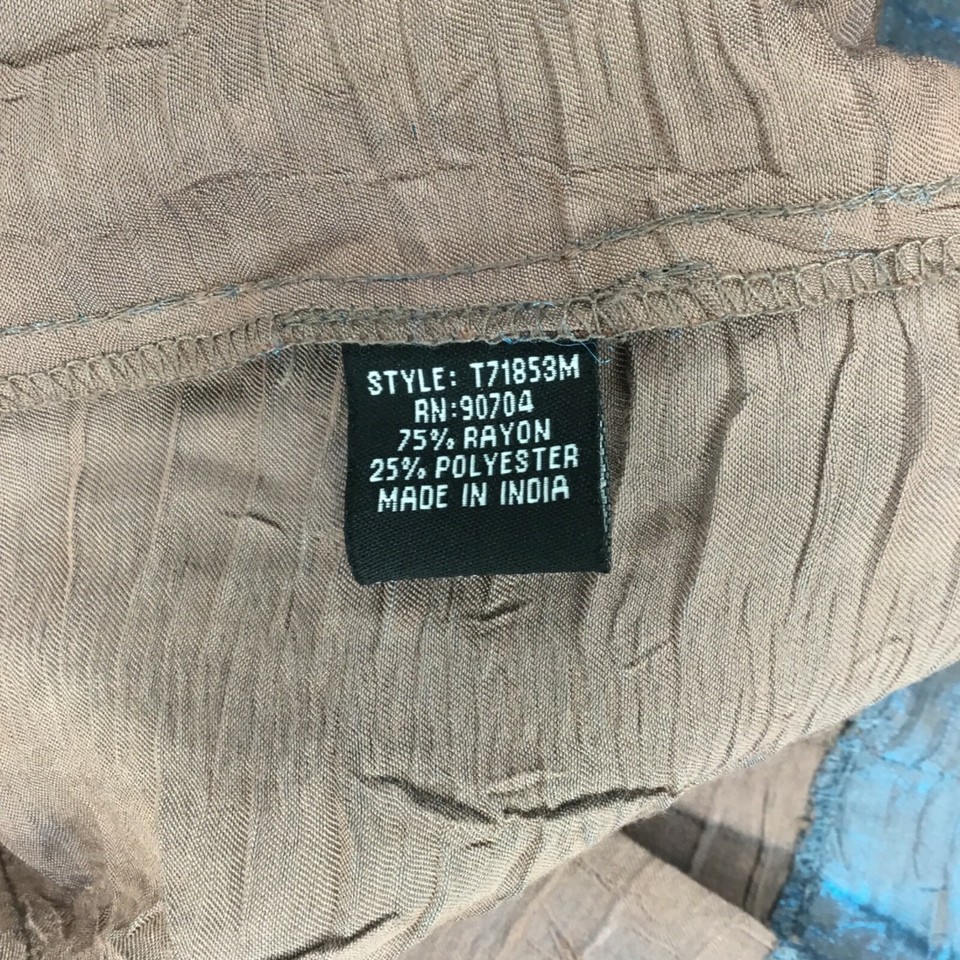 STYLE: T71853M
RN:90704
75% RAYON
25% POLYESTER
MADE IN INDIA